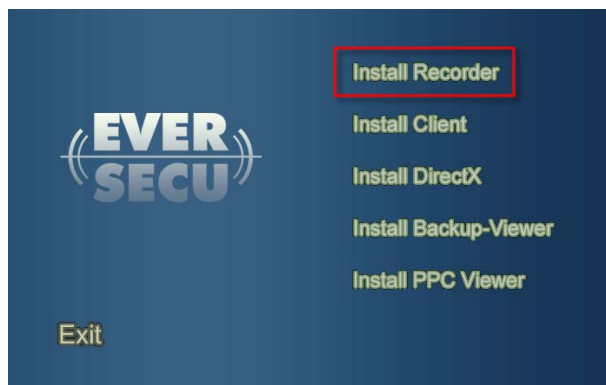 EVER
SECU
Install Recorder
Install Client
Install DirectX
Install Backup-Viewer
Install PPC Viewer
Exit